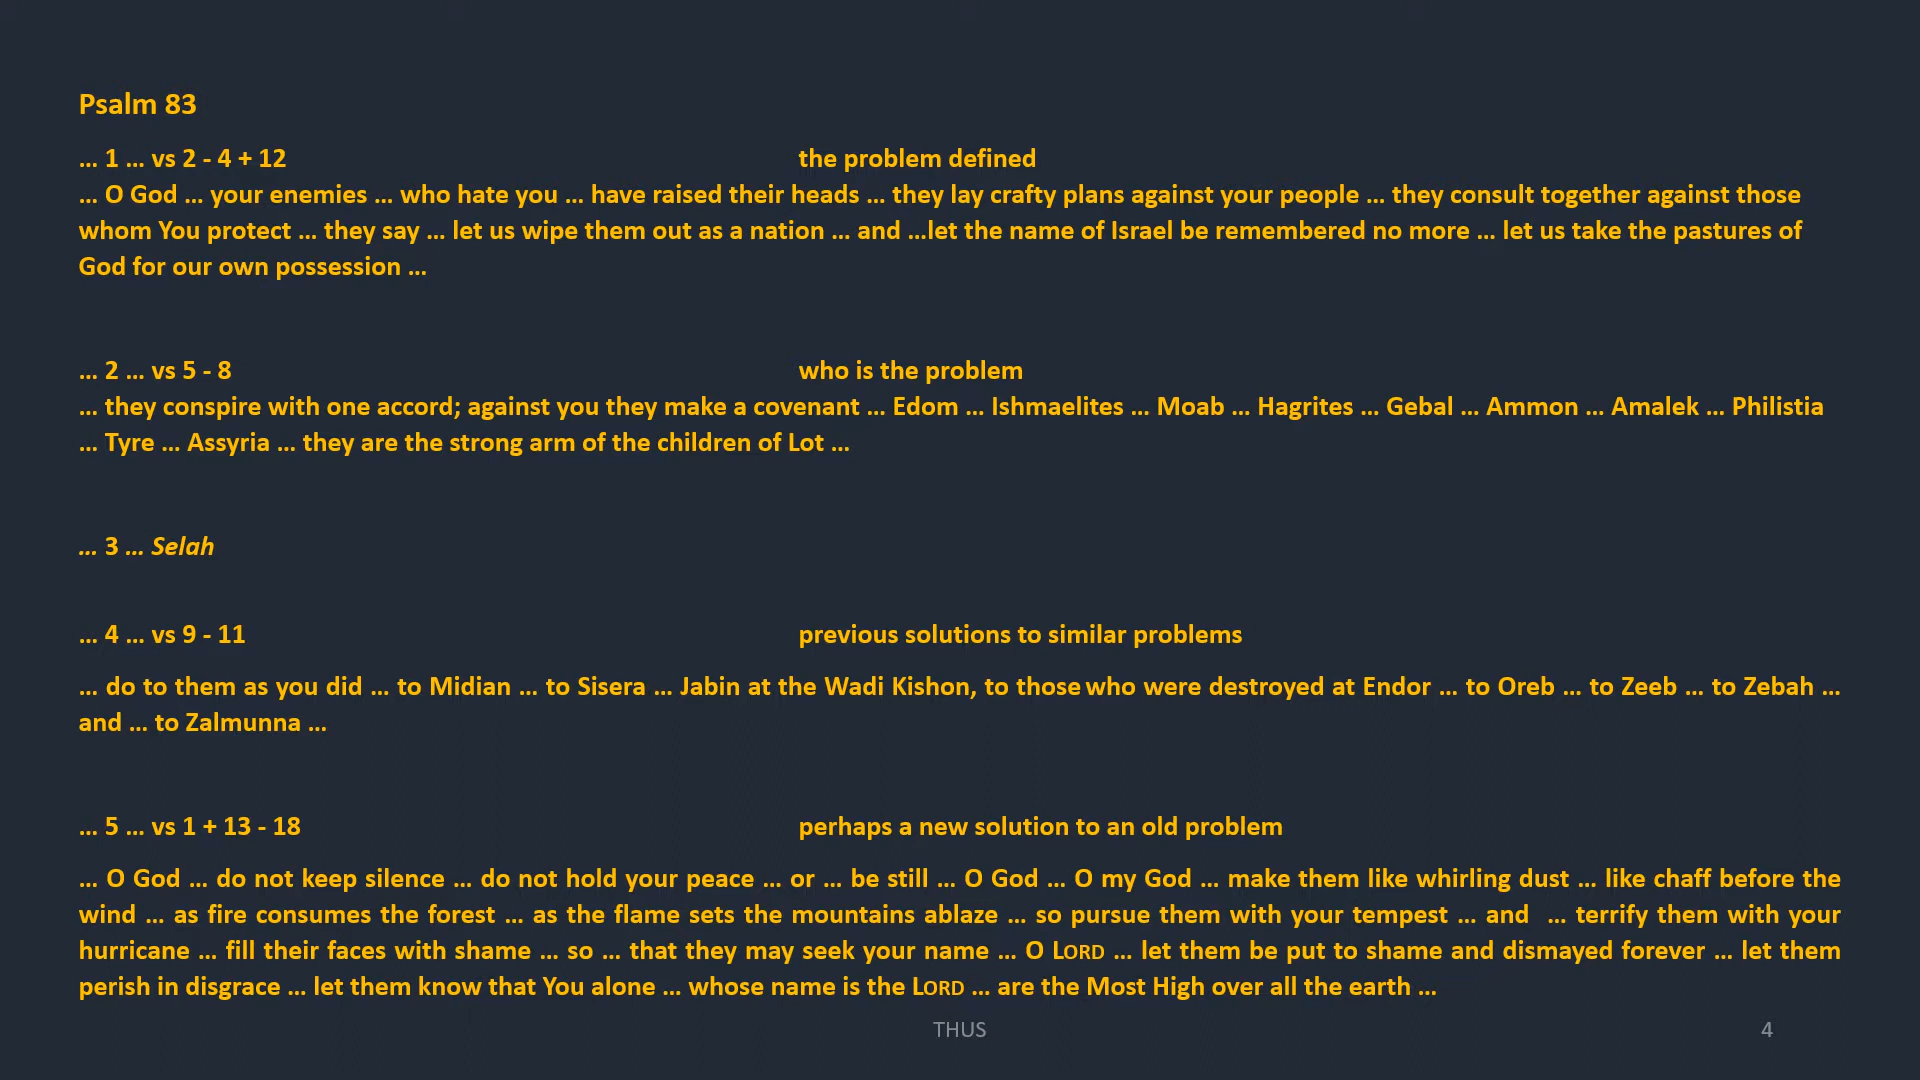 Psalm 83
… 1 … vs 2 - 4 + 12 the problem defined
… O God … your enemies … who hate you … have raised their heads … they lay crafty plans against your people … they consult together against those
whom You protect … they say … let us wipe them out as a nation … and …let the name of Israel be remembered no more … let us take the pastures of
God for our own possession …
… 2 … vs 5 - 8 who is the problem
… they conspire with one accord; against you they make a covenant … Edom … Ishmaelites … Moab … Hagrites … Gebal … Ammon … Amalek … Philistia
… Tyre … Assyria … they are the strong arm of the children of Lot …
… 3 … Selah
… 4 … vs 9 - 11 previous solutions to similar problems
… do to them as you did … to Midian … to Sisera … Jabin at the Wadi Kishon, to those who were destroyed at Endor … to Oreb … to Zeeb … to Zebah …
and … to Zalmunna …
… 5 … vs 1 + 13 - 18 perhaps a new solution to an old problem
… O God … do not keep silence … do not hold your peace … or … be still … O God … O my God … make them like whirling dust … like chaff before the
wind … as fire consumes the forest … as the flame sets the mountains ablaze … so pursue them with your tempest … and … terrify them with your
hurricane … fill their faces with shame … so … that they may seek your name … O LORD … let them be put to shame and dismayed forever … let them
perish in disgrace … let them know that You alone … whose name is the LORD … are the Most High over all the earth …
THUS 4